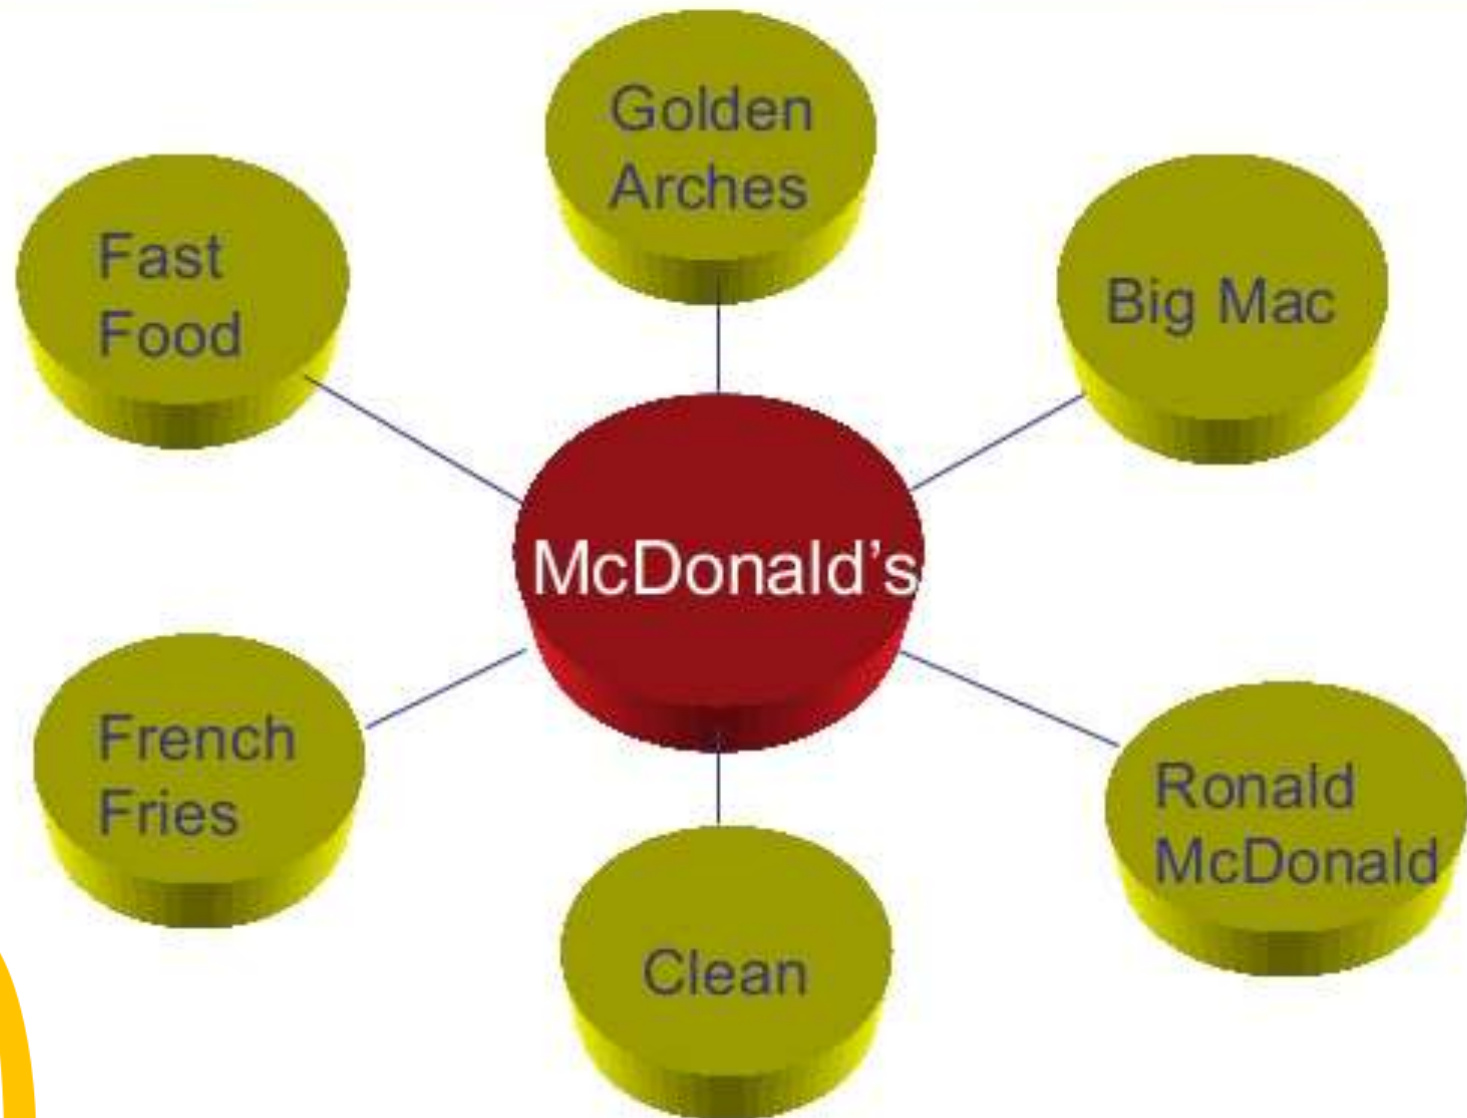 Golden
Arches
Fast
Food
Big Mac
McDonald’s
French
Fries
Ronald
McDonald
Clean